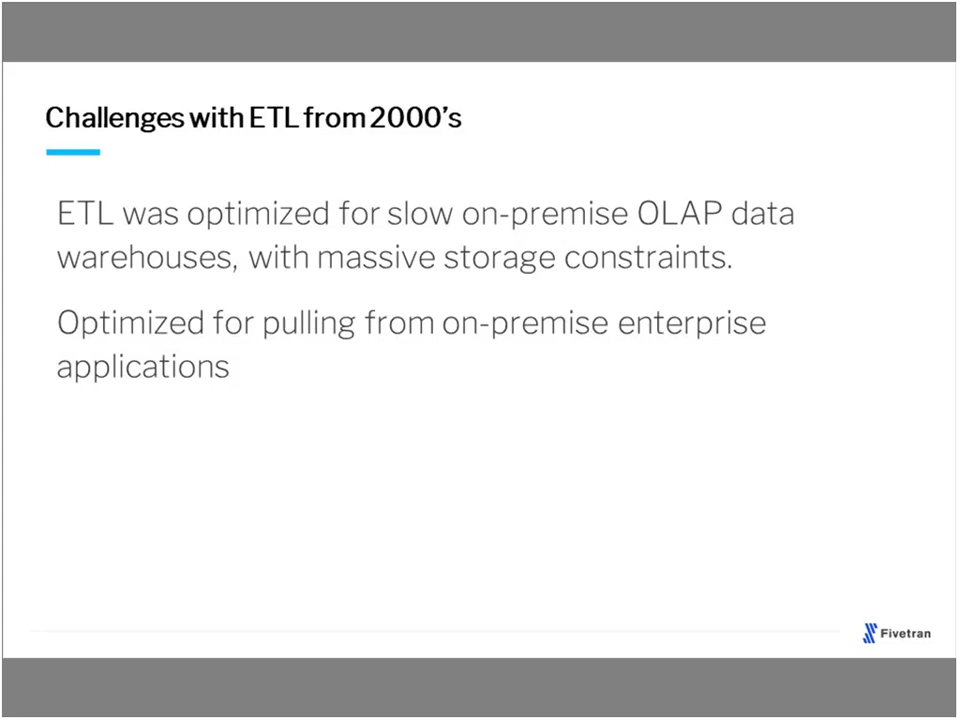 Challenges with ETL from 2000's
ETL was optimized for slow on-premise OLAP data
warehouses, with massive storage constraints.
Optimized for pulling from on-premise enterprise
applications
Fivetran